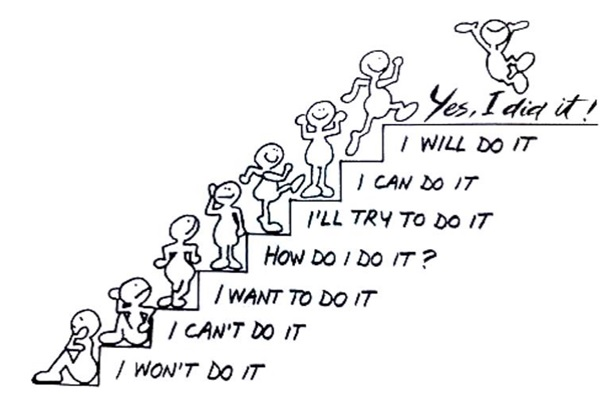 Yes, I did it!
I WILL DO IT
I CAN DO IT
I'LL TRY TO DO IT
HOW DO I DO IT?
I WANT TO DO IT
I CAN'T DO IT
I WON'T DO IT